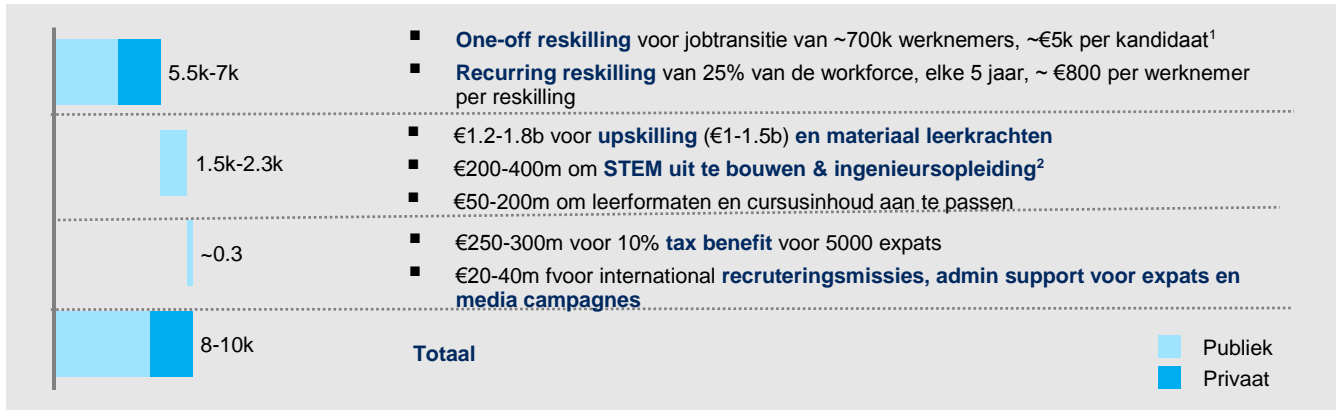 5.5k-7k
▪ One-off reskilling voor jobtransitie van ~700k werknemers, ~€5k per kandidaat¹
▪ Recurring reskilling van 25% van de workforce, elke 5 jaar, ~ €800 per werknemer
per reskilling
1.5k-2.3k
▪ €1.2-1.8b voor upskilling (€1-1.5b) en materiaal leerkrachten
▪ €200-400m om STEM uit te bouwen & ingenieursopleiding²
▪ €50-200m om leerformaten en cursusinhoud aan te passen
~0.3
▪ €250-300m voor 10% tax benefit voor 5000 expats
▪ €20-40m fvoor international recruteringsmissies, admin support voor expats en
media campagnes
8-10k
Totaal
Publiek
Privaat